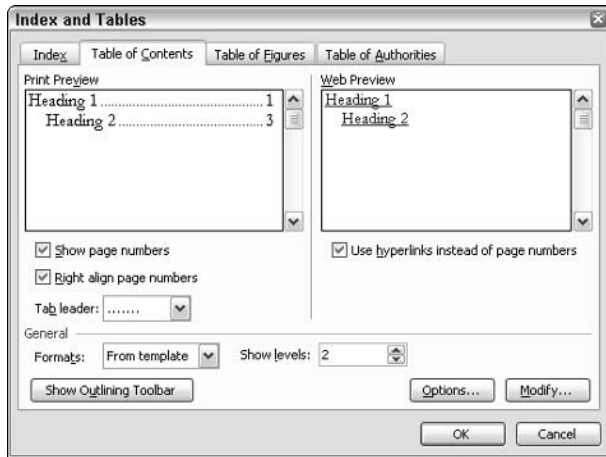 Index and Tables
Index Table of Contents Table of Figures Table of Authorities
Print Preview Web Preview
Heading 1 ........................................ 1 Heading 1
Heading 2 .................................... 3 Heading 2
Show page numbers Use hyperlinks instead of page numbers
Right align page numbers
Tab leader: .......
General
Formats: From template Show levels: 2
Show Outlining Toolbar Options... Modify...
OK Cancel